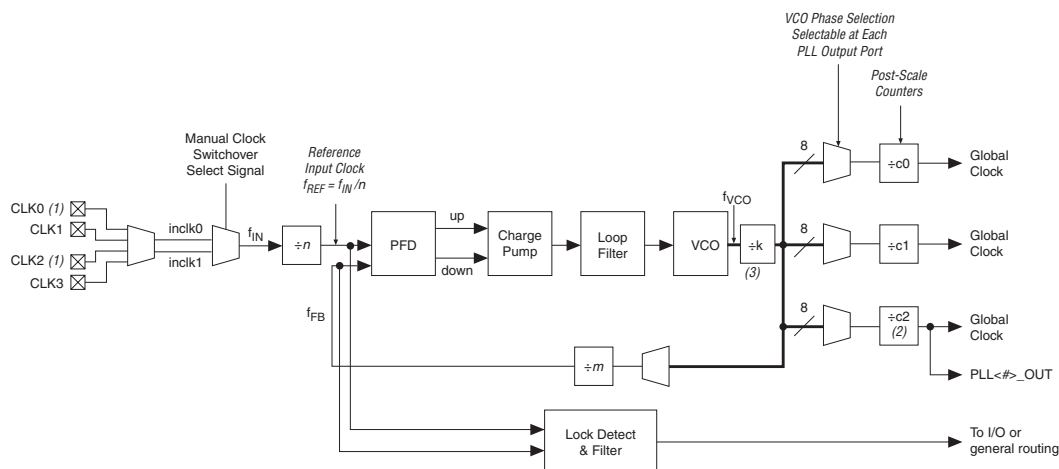 VCO Phase Selection
Selectable at Each
PLL Output Port
Post-Scale
Counters
Manual Clock
Switchover
Select Signal
Reference
Input Clock
fREF = fIN/n
CLK0 (1)
CLK1
CLK2 (1)
CLK3
inclk0
inclk1
fIN
÷n
PFD
up
down
Charge
Pump
Loop
Filter
VCO
fVCO
÷k
(3)
8
÷c0
Global
Clock
8
÷c1
Global
Clock
8
÷c2
(2)
Global
Clock
PLL<#>_OUT
fFB
÷m
Lock Detect
& Filter
To I/O or
general routing